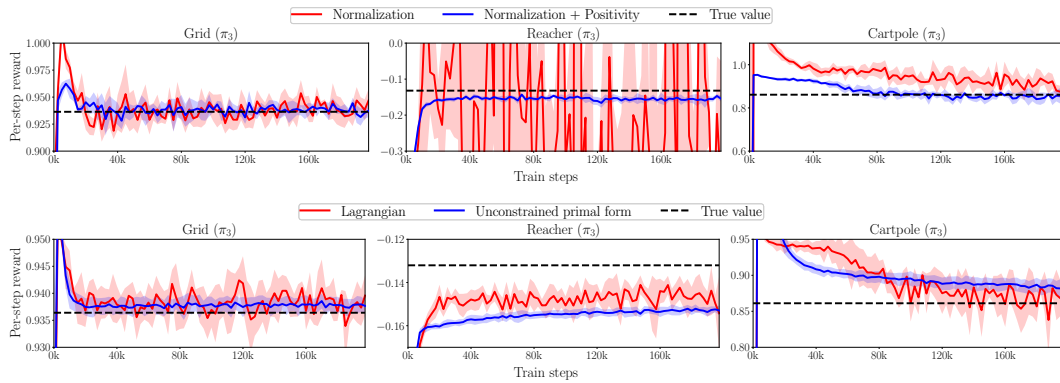 Normalization Normalization + Positivity True value
Grid (π₃) Reacher (π₃) Cartpole (π₃)
Per-step reward
1.000
0.975
0.950
0.925
0.900
0k 40k 80k 120k 160k
0.0
−0.1
−0.2
−0.3
0k 40k 80k 120k 160k
1.0
0.8
0.6
0k 40k 80k 120k 160k
Train steps
Lagrangian Unconstrained primal form True value
Grid (π₃) Reacher (π₃) Cartpole (π₃)
Per-step reward
0.950
0.945
0.940
0.935
0.930
0k 40k 80k 120k 160k
−0.12
−0.14
−0.16
0k 40k 80k 120k 160k
0.95
0.90
0.85
0.80
0k 40k 80k 120k 160k
Train steps